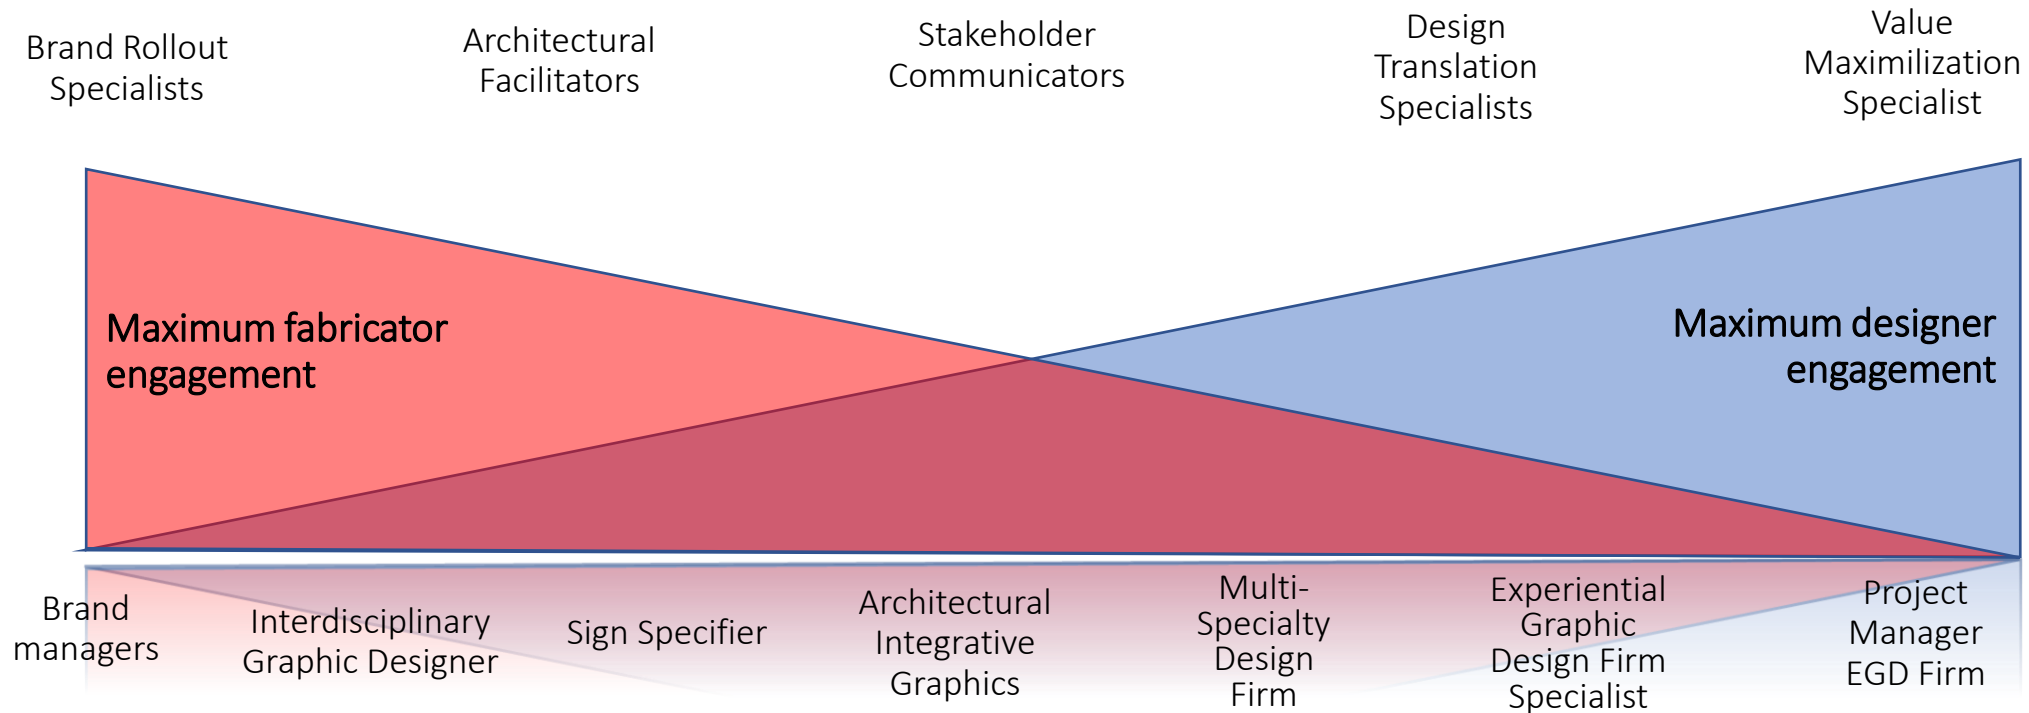 Brand Rollout
Specialists
Architectural
Facilitators
Stakeholder
Communicators
Design
Translation
Specialists
Value
Maximilization
Specialist
Maximum fabricator
engagement
Maximum designer
engagement
Brand
managers
Interdisciplinary
Graphic Designer
Sign Specifier
Architectural
Integrative
Graphics
Multi-
Specialty
Design
Firm
Experiential
Graphic
Design Firm
Specialist
Project
Manager
EGD Firm